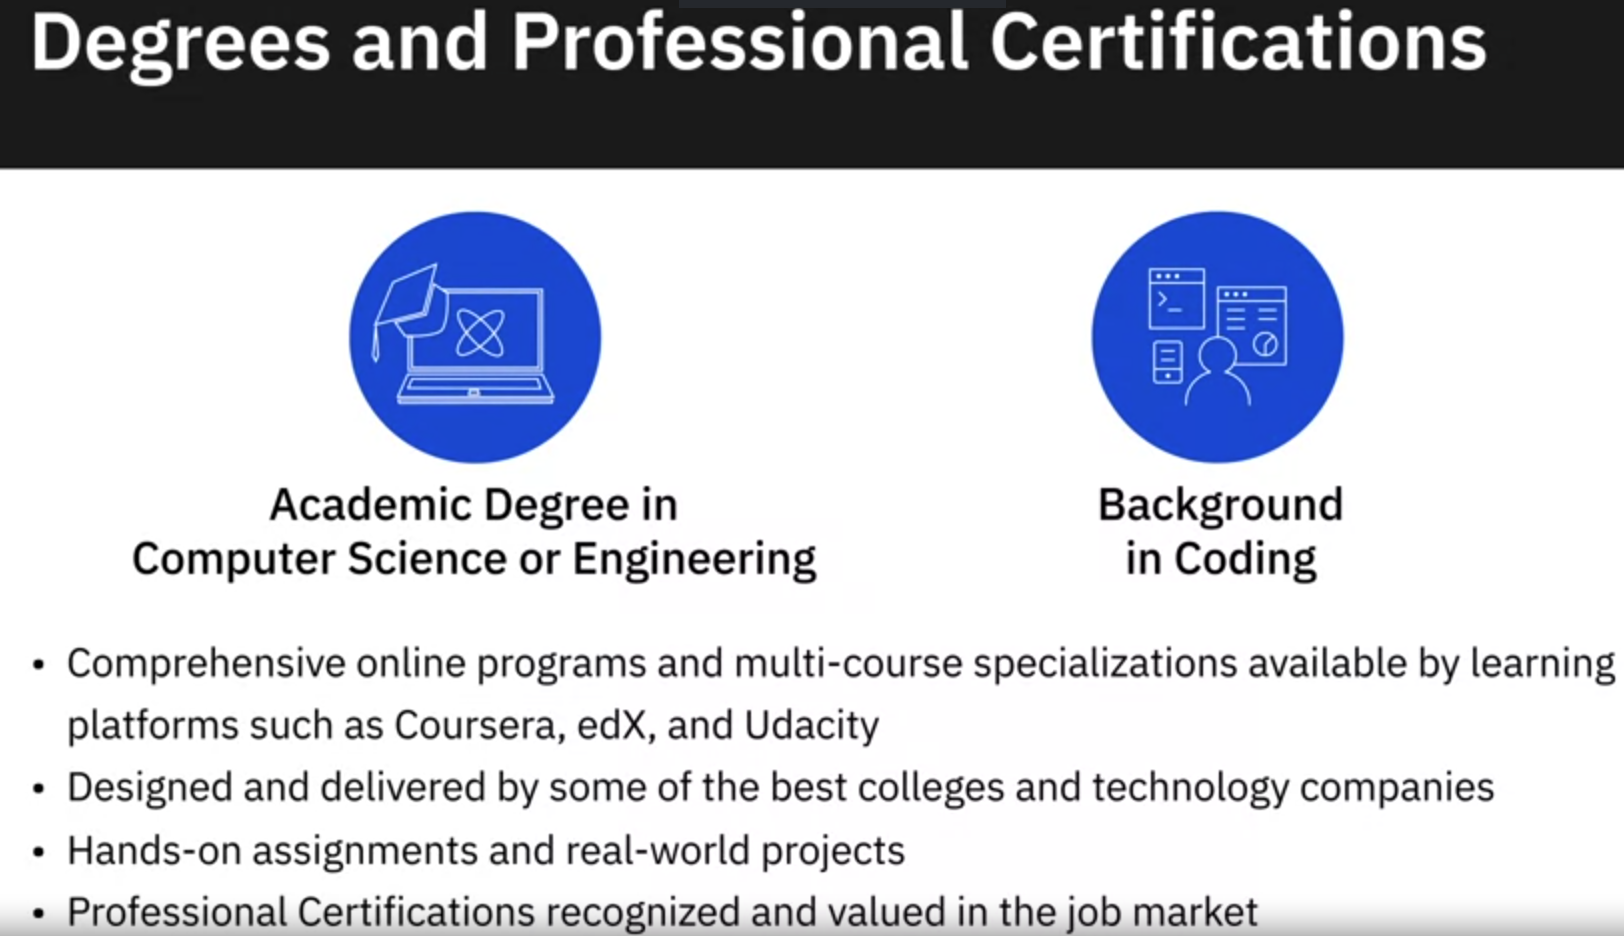 Degrees and Professional Certifications
Academic Degree in
Computer Science or Engineering
Background
in Coding
• Comprehensive online programs and multi-course specializations available by learning
platforms such as Coursera, edX, and Udacity
• Designed and delivered by some of the best colleges and technology companies
• Hands-on assignments and real-world projects
• Professional Certifications recognized and valued in the job market